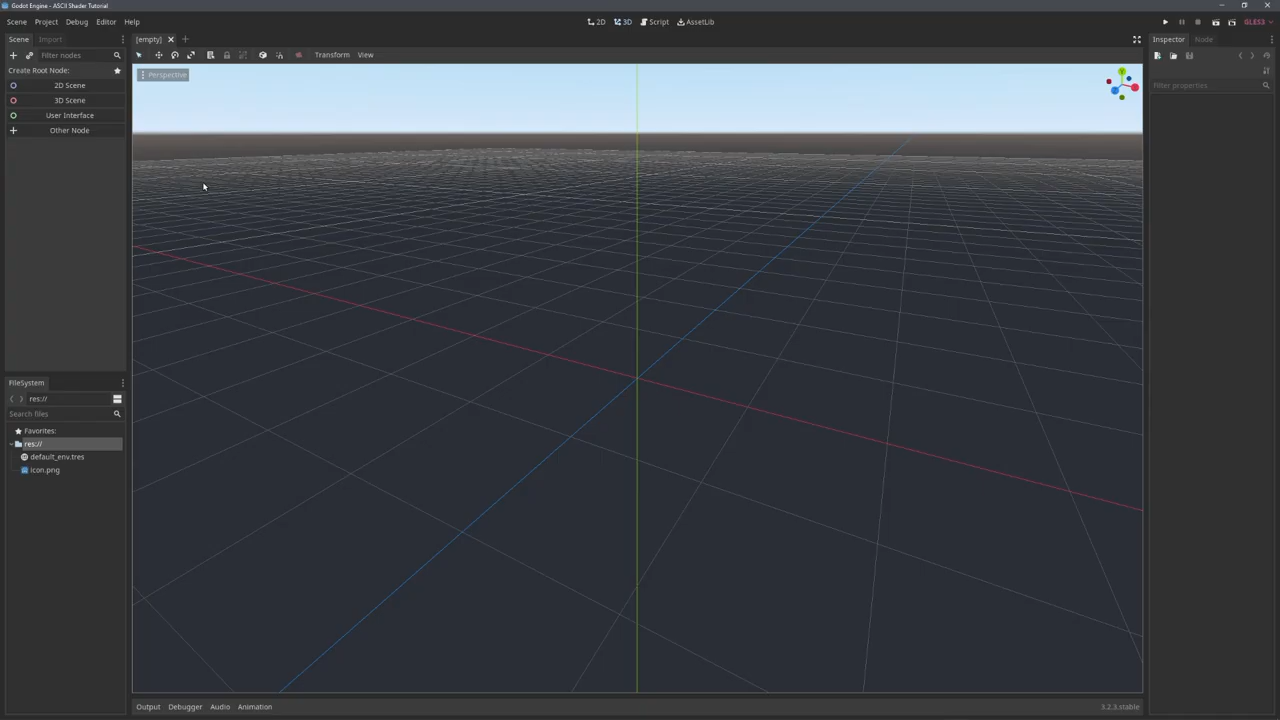 Godot Engine - ASCII Shader Tutorial
Scene Project Debug Editor Help
2D 3D Script AssetLib
GLES3
Scene Import
[empty]
Inspector Node
Filter nodes
Transform View
Create Root Node:
Perspective
Y
2D Scene
Filter properties
3D Scene
User Interface
Other Node
FileSystem
res://
Search files
Favorites:
res://
default_env.tres
icon.png
Output Debugger Audio Animation
3.2.3.stable